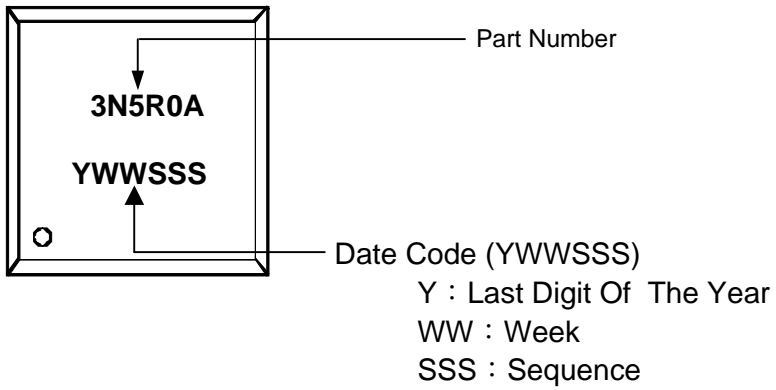 Part Number
3N5R0A
YWWSSS
Date Code (YWWSSS)
Y：Last Digit Of The Year
WW：Week
SSS：Sequence